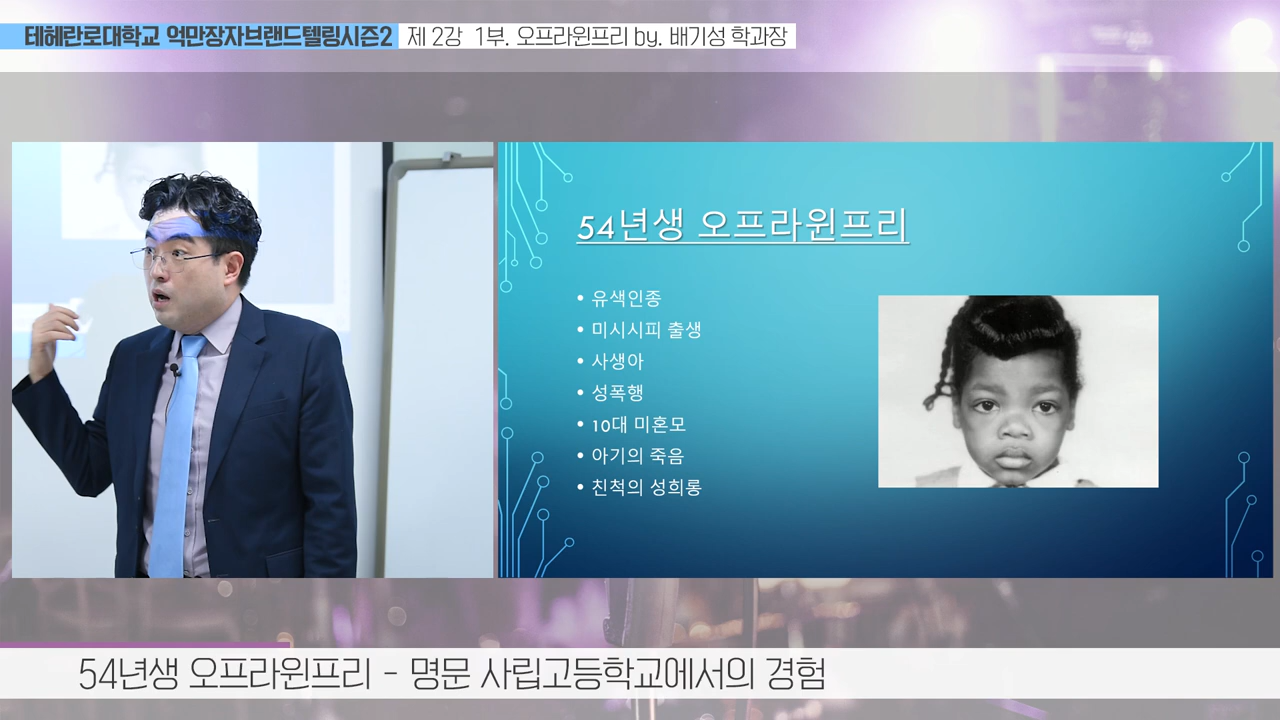 테헤란로대학교 억만장자브랜드텔링시즌2 제 2강 1부. 오프라윈프리 by. 배기성 학과장
54년생 오프라윈프리
• 유색인종
• 미시시피 출생
• 사생아
• 성폭행
• 10대 미혼모
• 아기의 죽음
• 친척의 성희롱
54년생 오프라윈프리 - 명문 사립고등학교에서의 경험